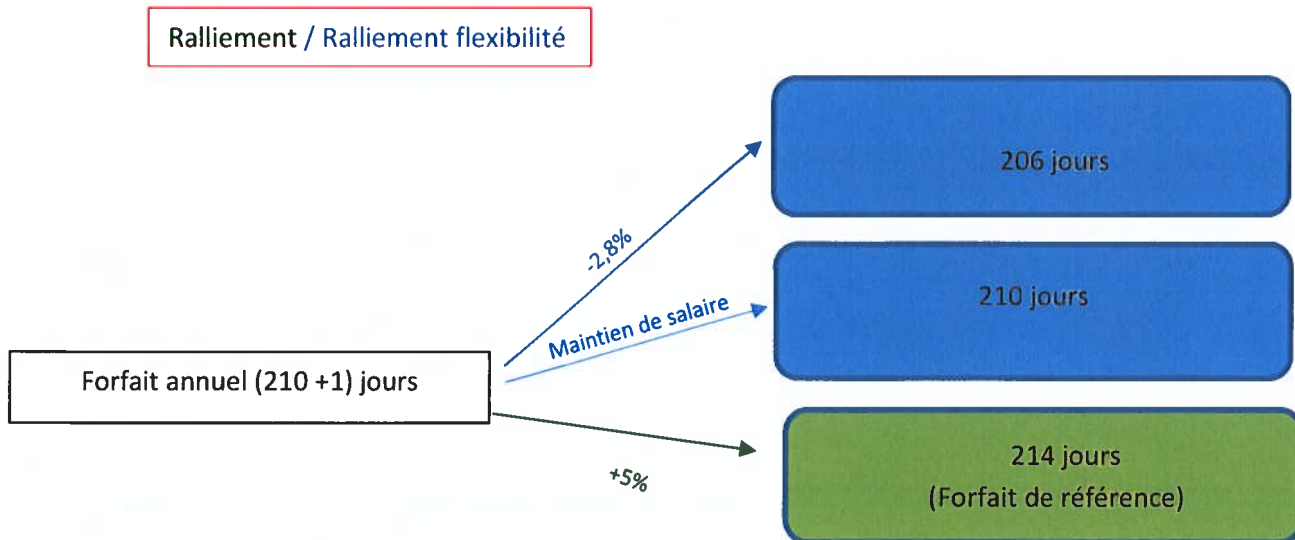 Ralliement / Ralliement flexibilité
206 jours
-2,8%
210 jours
Maintien de salaire
Forfait annuel (210 +1) jours
214 jours
(Forfait de référence)
+5%